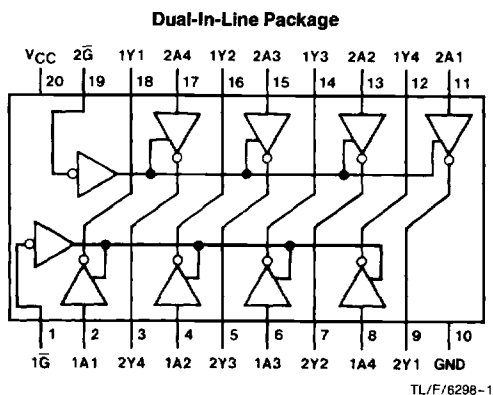 Dual-In-Line Package
VCC 2G̅ 1Y1 2A4 1Y2 2A3 1Y3 2A2 1Y4 2A1
20 19 18 17 16 15 14 13 12 11
1 2 3 4 5 6 7 8 9 10
1G̅ 1A1 2Y4 1A2 2Y3 1A3 2Y2 1A4 2Y1 GND
TL/F/6298-1